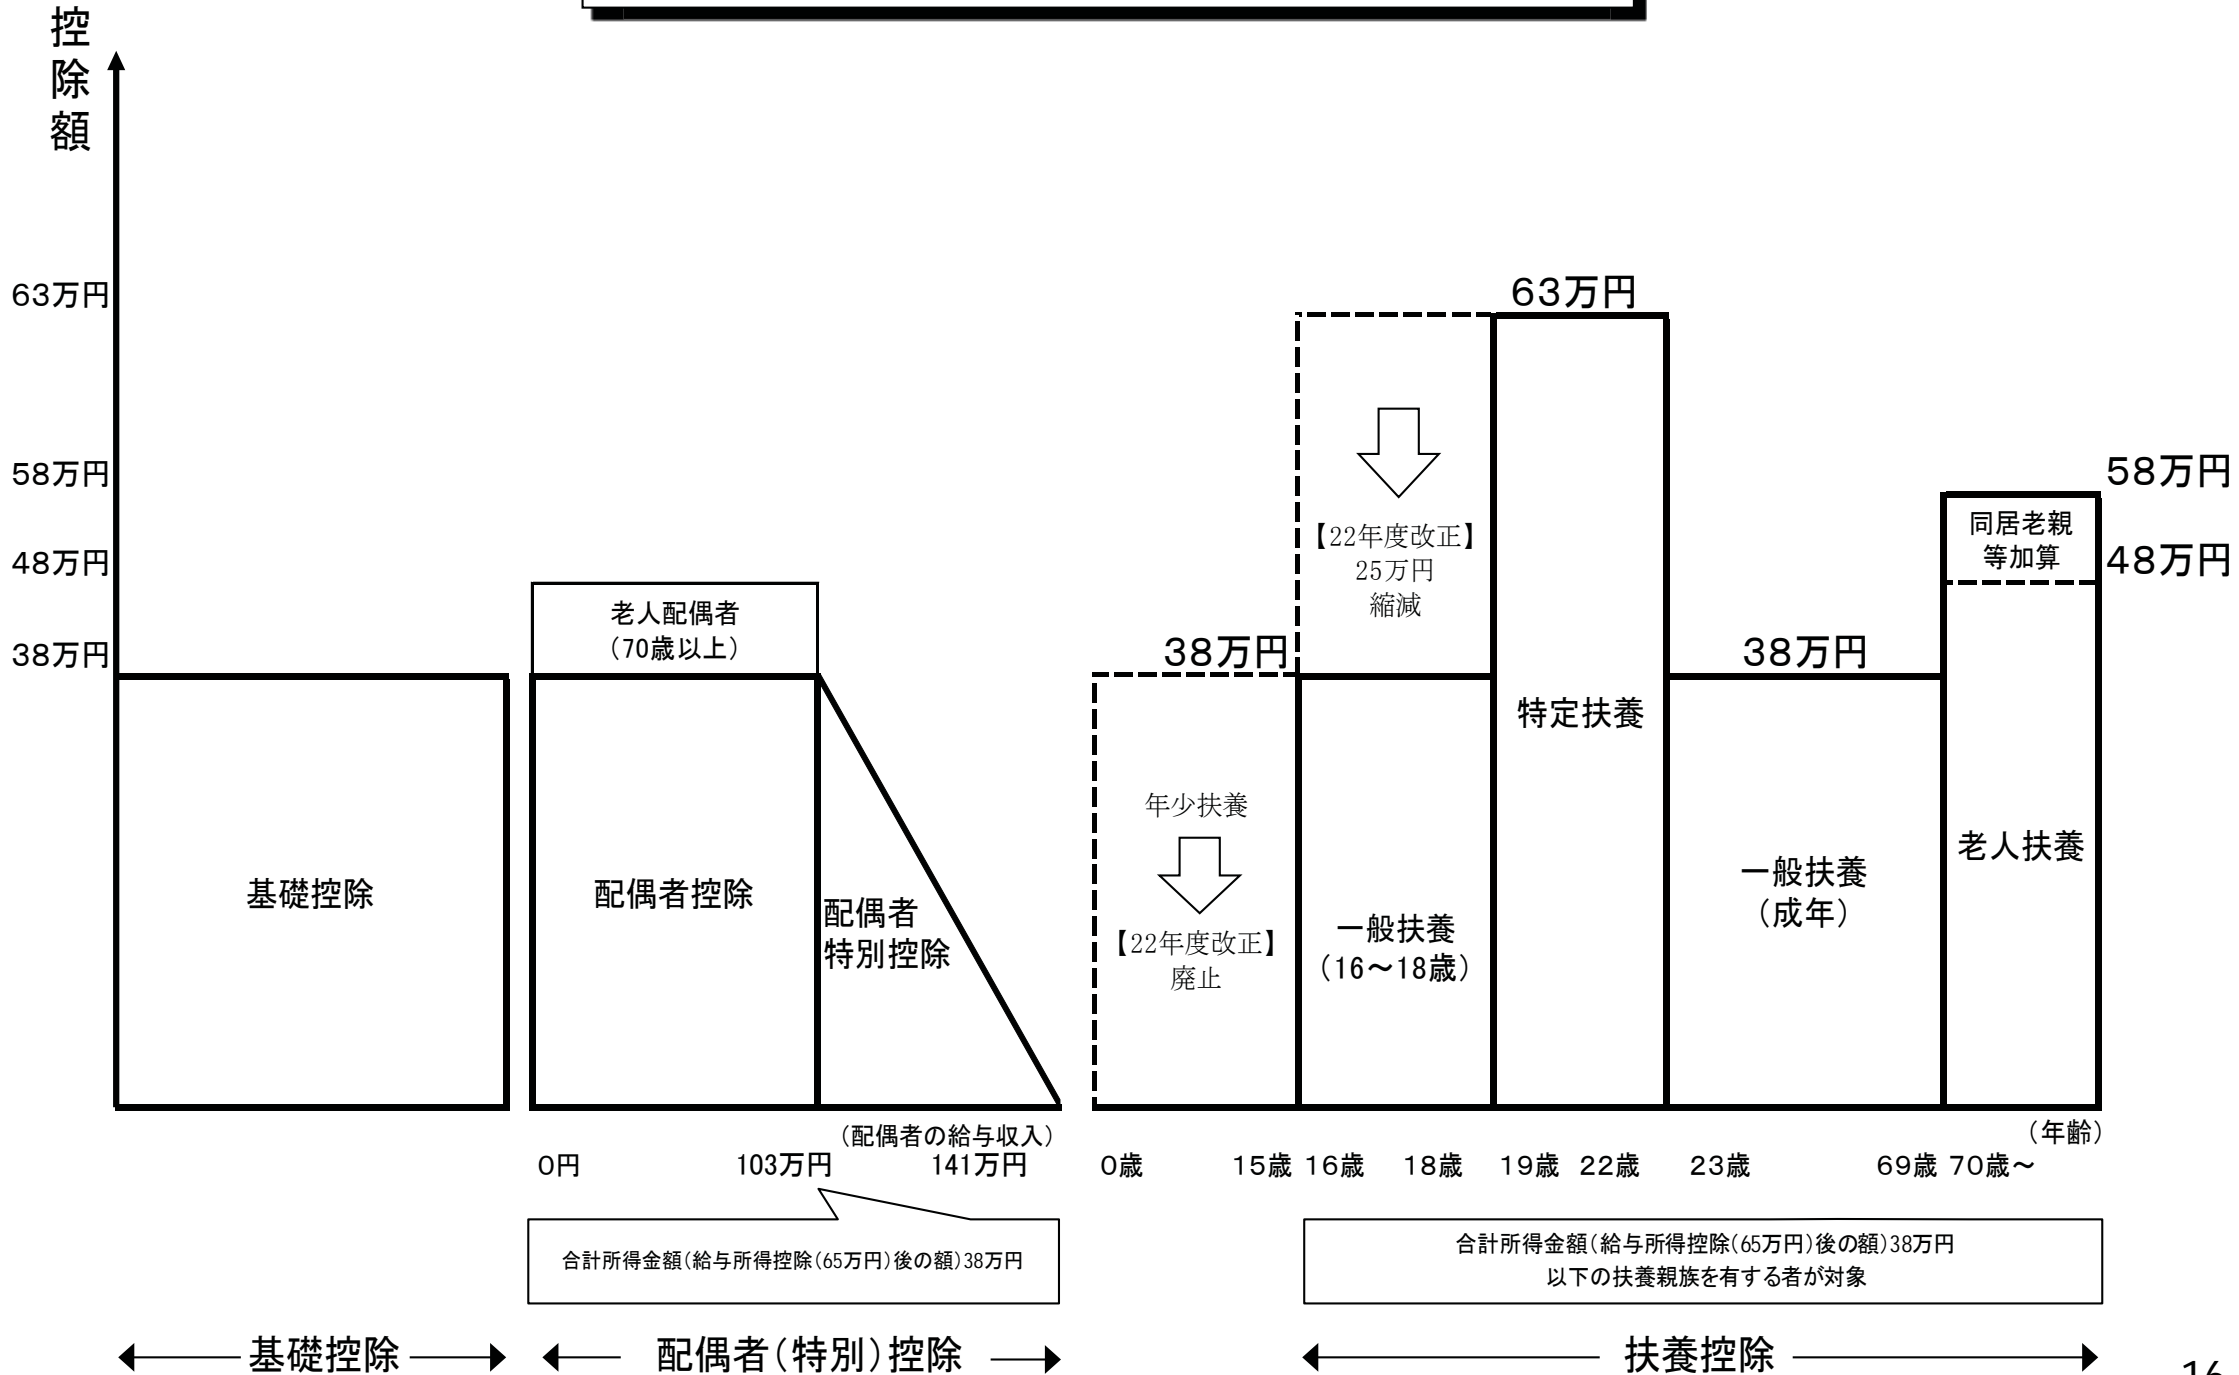 控除額
63万円
58万円
48万円
38万円
基礎控除
老人配偶者
（70歳以上）
配偶者控除
配偶者
特別控除
（配偶者の給与収入）
0円
103万円
141万円
合計所得金額（給与所得控除（65万円）後の額）38万円
38万円
年少扶養
【22年度改正】
廃止
【22年度改正】
25万円
縮減
一般扶養
（16～18歳）
63万円
特定扶養
38万円
一般扶養
（成年）
58万円
同居老親
等加算
48万円
老人扶養
（年齢）
0歳
15歳
16歳
18歳
19歳
22歳
23歳
69歳
70歳～
合計所得金額（給与所得控除（65万円）後の額）38万円
以下の扶養親族を有する者が対象
基礎控除
配偶者（特別）控除
扶養控除